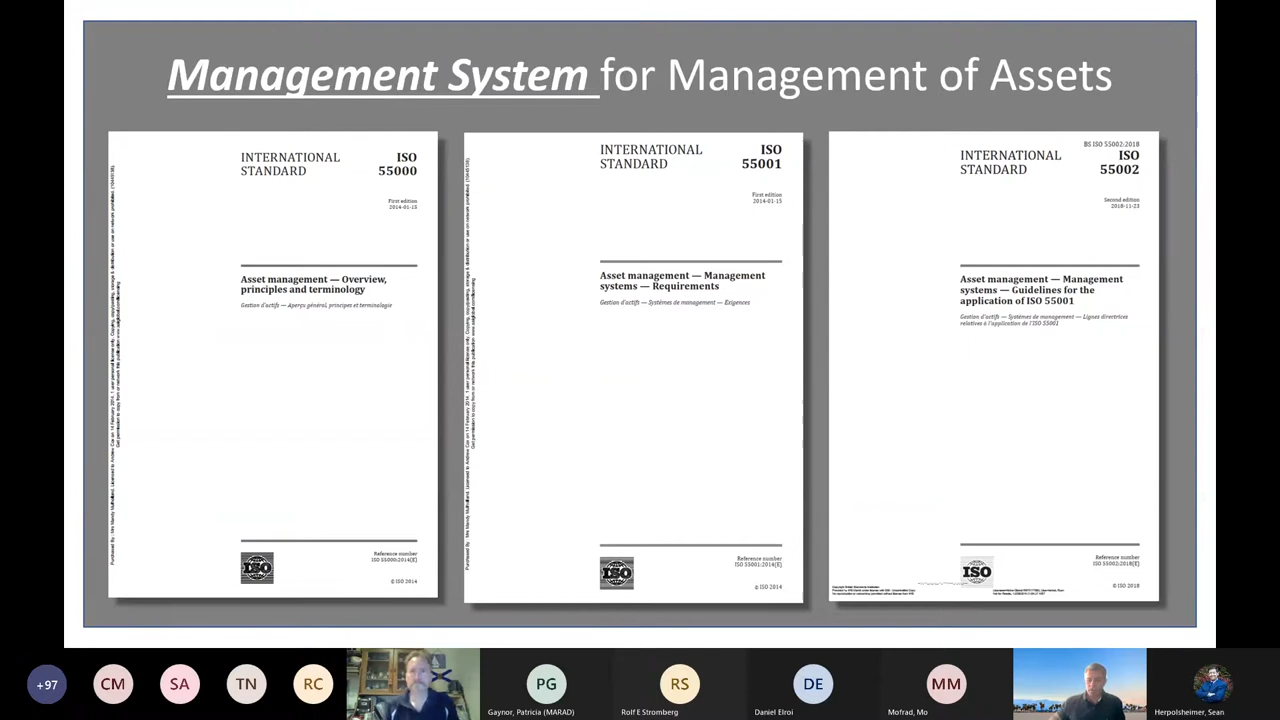 Management System for Management of Assets
INTERNATIONAL
STANDARD
ISO
55000
First edition
2014-01-15
Asset management — Overview,
principles and terminology
Gestion d'actifs — Aperçu général, principes et terminologie
Reference number
ISO 55000:2014(E)
© ISO 2014
ISO
INTERNATIONAL
STANDARD
ISO
55001
First edition
2014-01-15
Asset management — Management
systems — Requirements
Gestion d'actifs — Systèmes de management — Exigences
Reference number
ISO 55001:2014(E)
© ISO 2014
ISO
BS ISO 55002:2018
INTERNATIONAL
STANDARD
ISO
55002
Second edition
2018-11-23
Asset management — Management
systems — Guidelines for the
application of ISO 55001
Gestion d'actifs — Systèmes de management — Lignes directrices
relatives à l'application de l'ISO 55001
Reference number
ISO 55002:2018(E)
© ISO 2018
ISO
+97
CM
SA
TN
RC
PG
Gaynor, Patricia (MARAD)
RS
Rolf E Stromberg
DE
Daniel Elroi
MM
Mofrad, Mo
Herpolsheimer, Sean